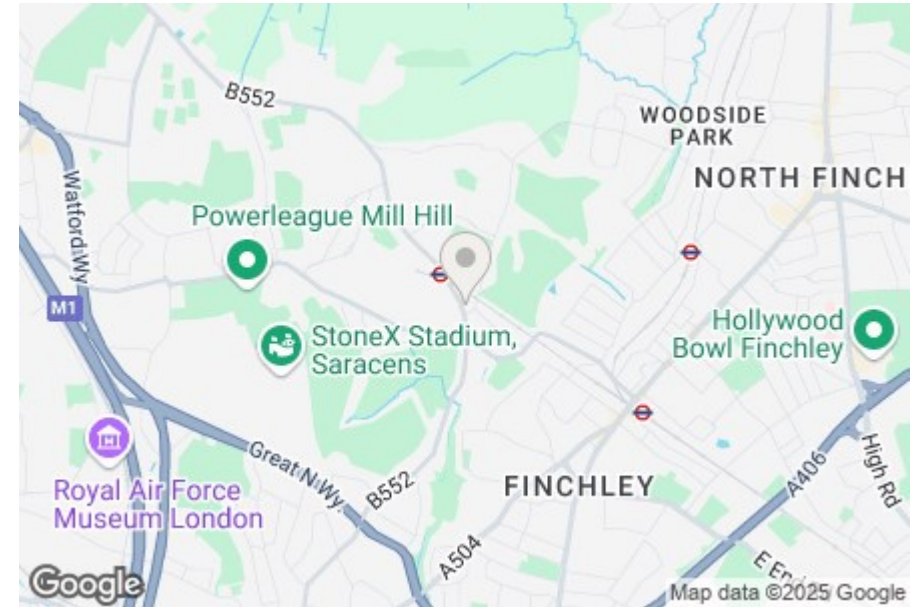 B552
WOODSIDE
PARK
NORTH FINCH
Watford Wy
Powerleague Mill Hill
M1
StoneX Stadium,
Saracens
Hollywood
Bowl Finchley
Royal Air Force
Museum London
Great N Wy
B552
FINCHLEY
A406
High Rd
A504
E End
Google
Map data ©2025 Google